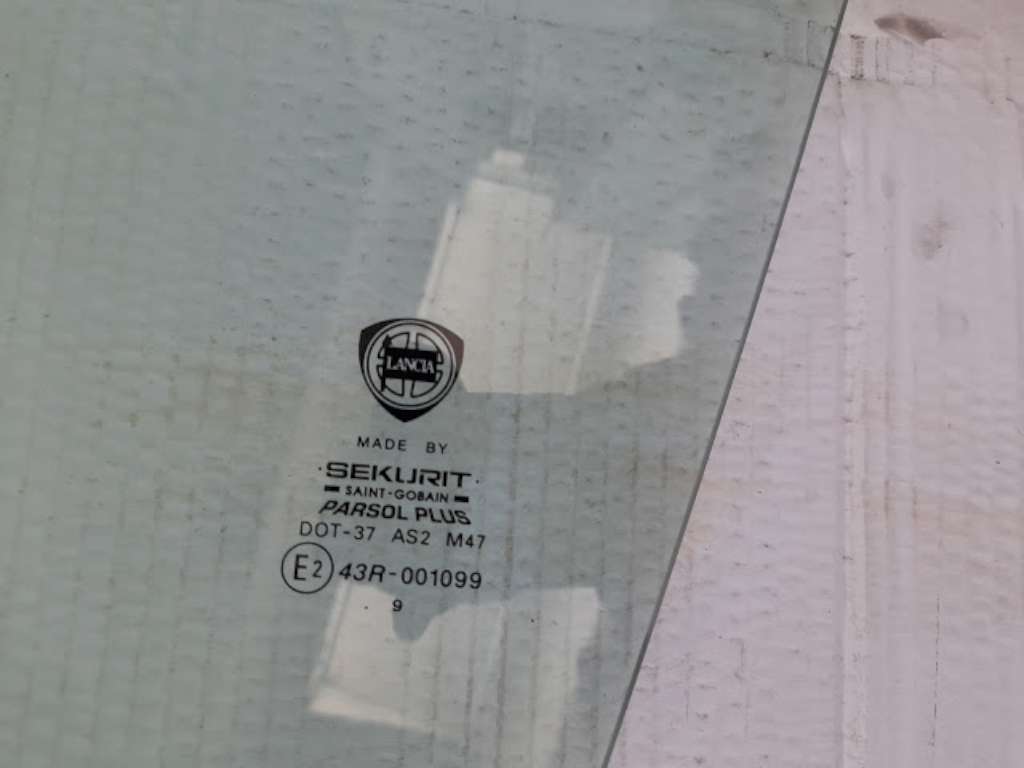 LANCIA
MADE BY
SEKURIT
SAINT-GOBAIN
PARSOL PLUS
DOT-37 AS2 M47
E2 43R-001099
9